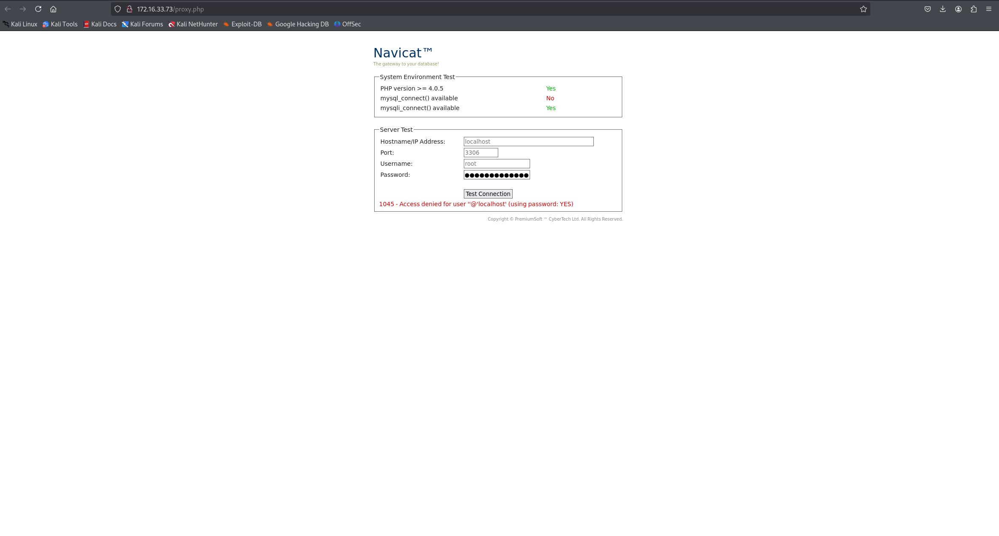 172.16.33.73/proxy.php
Kali Linux Kali Tools Kali Docs Kali Forums Kali NetHunter Exploit-DB Google Hacking DB OffSec
Navicat™
The gateway to your database!
System Environment Test
PHP version >= 4.0.5 Yes
mysql_connect() available No
mysqli_connect() available Yes
Server Test
Hostname/IP Address: localhost
Port: 3306
Username: root
Password: ●●●●●●●●●●●●●
Test Connection
1045 - Access denied for user ''@'localhost' (using password: YES)
Copyright © PremiumSoft ™ CyberTech Ltd. All Rights Reserved.